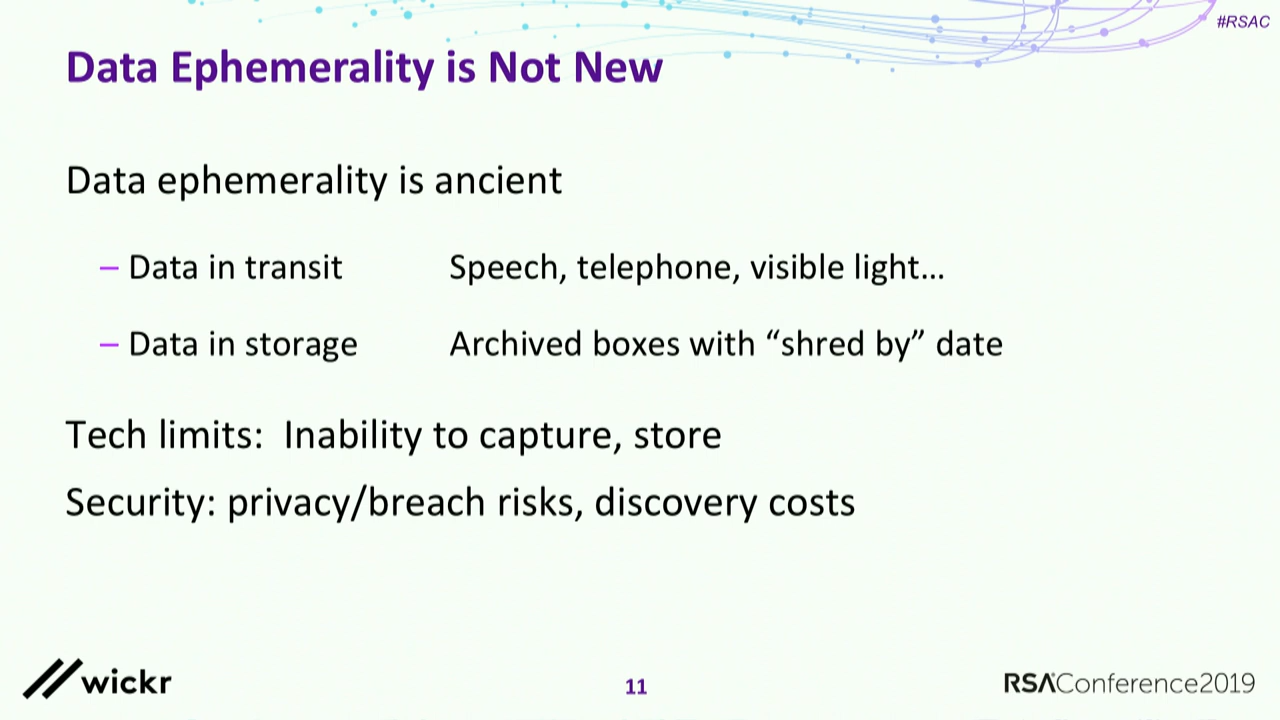 #RSAC
Data Ephemerality is Not New
Data ephemerality is ancient
– Data in transit Speech, telephone, visible light…
– Data in storage Archived boxes with “shred by” date
Tech limits: Inability to capture, store
Security: privacy/breach risks, discovery costs
wickr
11
RSAConference2019